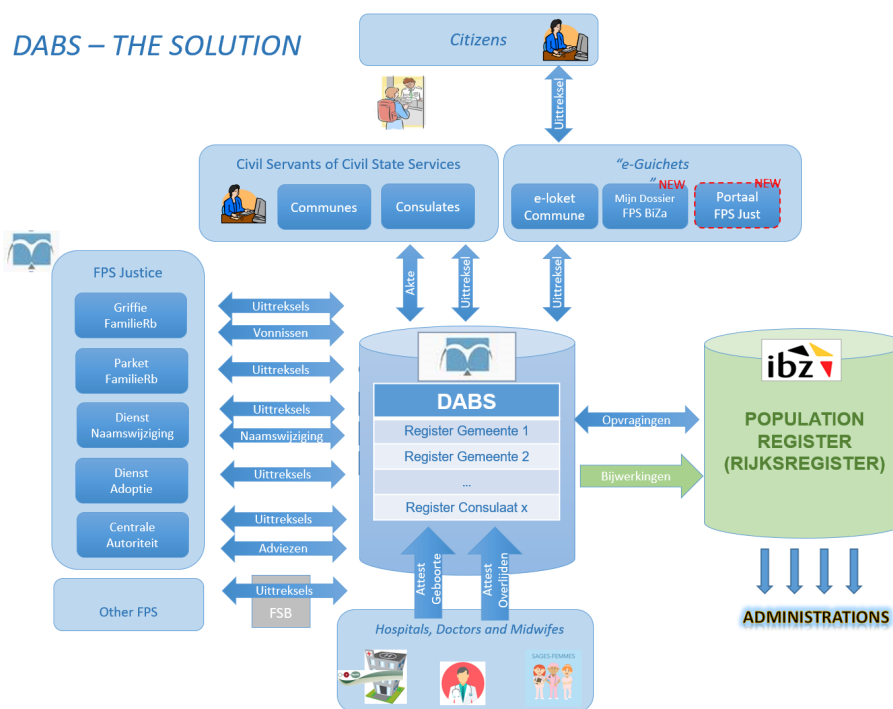 DABS – THE SOLUTION
Citizens
Uittreksel
Civil Servants of Civil State Services
Communes
Consulates
“e-Guichets
”
e-loket
Commune
NEW
Mijn Dossier
FPS BiZa
NEW
Portaal
FPS Just
Akte
Uittreksel
Uittreksel
FPS Justice
Griffie
FamilieRb
Parket
FamilieRb
Dienst
Naamswijziging
Dienst
Adoptie
Centrale
Autoriteit
Other FPS
Uittreksels
Vonnissen
Uittreksels
Uittreksels
Naamswijziging
Uittreksels
Uittreksels
Adviezen
Uittreksels
FSB
DABS
Register Gemeente 1
Register Gemeente 2
...
Register Consulaat x
Attest
Geboorte
Attest
Overlijden
Opvragingen
Bijwerkingen
ibz
POPULATION
REGISTER
(RIJKSREGISTER)
ADMINISTRATIONS
Hospitals, Doctors and Midwifes
SAGES-FEMMES